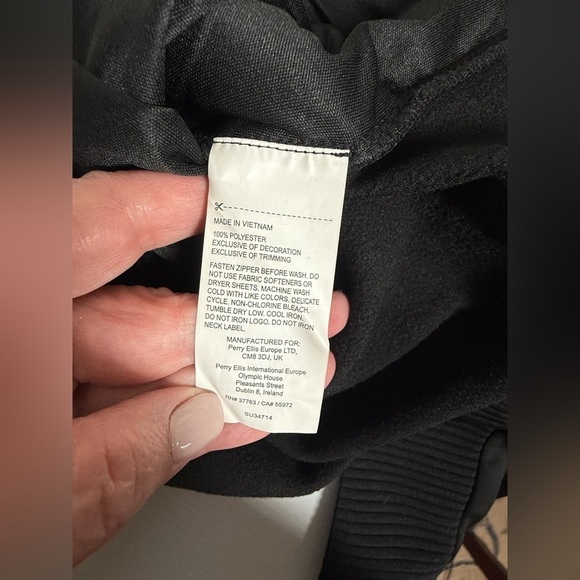 MADE IN VIETNAM
100% POLYESTER
EXCLUSIVE OF DECORATION
EXCLUSIVE OF TRIMMING
FASTEN ZIPPER BEFORE WASH. DO
NOT USE FABRIC SOFTENERS OR
DRYER SHEETS, MACHINE WASH
COLD WITH LIKE COLORS, DELICATE
CYCLE, NON-CHLORINE BLEACH,
TUMBLE DRY LOW. COOL IRON,
DO NOT IRON LOGO. DO NOT IRON
NECK LABEL.
MANUFACTURED FOR:
Perry Ellis Europe LTD,
CM8 3DJ, UK
Perry Ellis International Europe
Olympic House
Pleasants Street
Dublin 8, Ireland
RN# 37763 / CA# 55972
SU34714